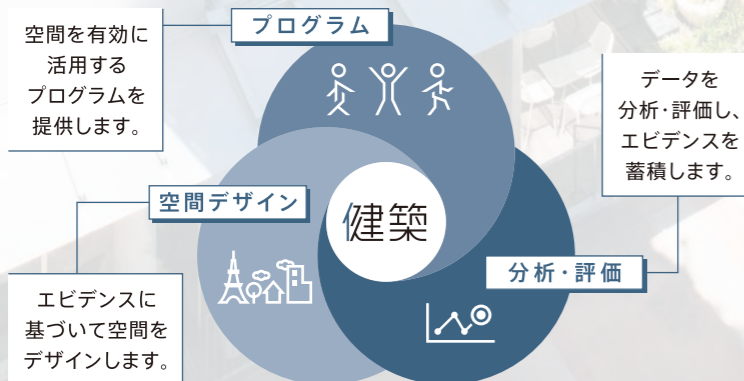 プログラム
空間を有効に
活用する
プログラムを
提供します。
データを
分析・評価し、
エビデンスを
蓄積します。
空間デザイン
健築
分析・評価
エビデンスに
基づいて空間を
デザインします。